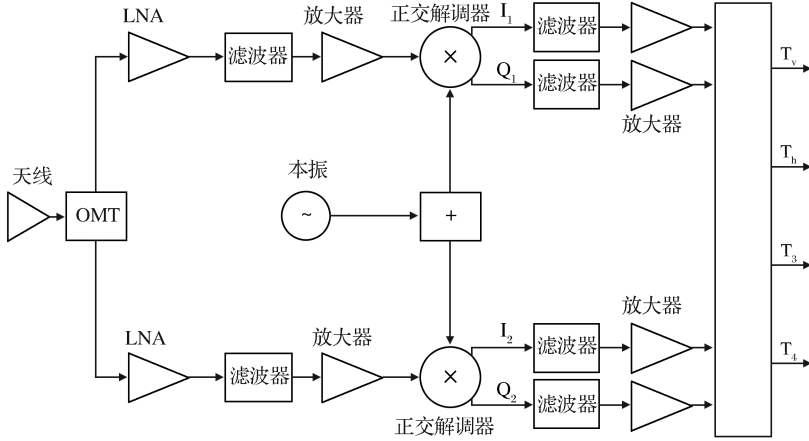 LNA
放大器
正交解调器
I₁
滤波器
滤波器
Q₁
滤波器
放大器
Tᵥ
天线
OMT
本振
~
+
×
Tₕ
T₃
放大器
LNA
放大器
I₂
滤波器
T₄
滤波器
×
Q₂
滤波器
正交解调器